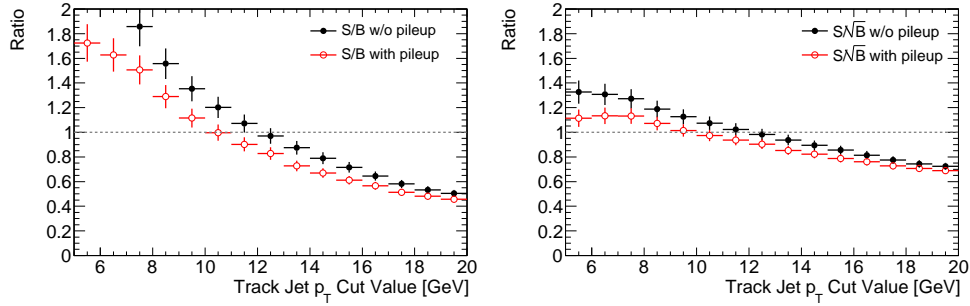 Ratio
2
1.8
1.6
1.4
1.2
1
0.8
0.6
0.4
0.2
0
S/B w/o pileup
S/B with pileup
6 8 10 12 14 16 18 20
Track Jet p_T Cut Value [GeV]
Ratio
2
1.8
1.6
1.4
1.2
1
0.8
0.6
0.4
0.2
0
S/√B w/o pileup
S/√B with pileup
6 8 10 12 14 16 18 20
Track Jet p_T Cut Value [GeV]